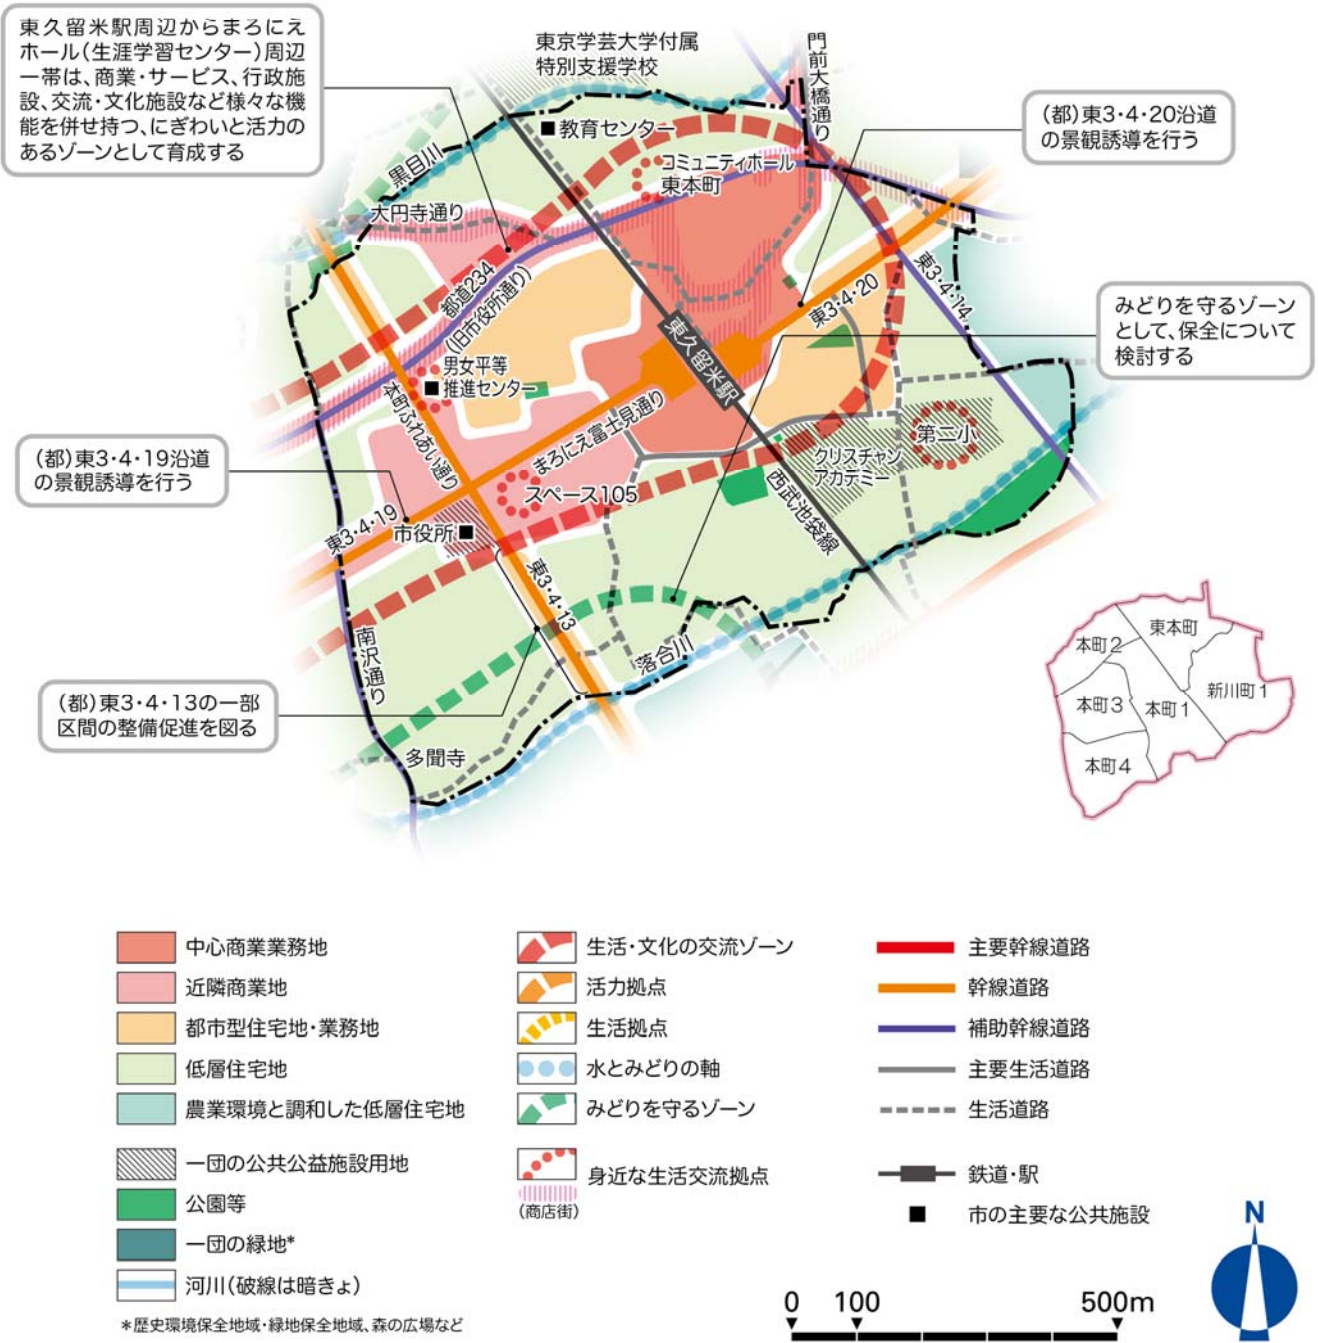 東久留米駅周辺からまろにえ
ホール(生涯学習センター)周辺
一帯は、商業・サービス、行政施
設、交流・文化施設など様々な機
能を併せ持つ、にぎわいと活力の
あるゾーンとして育成する
東京学芸大学付属
特別支援学校
門前大橋通り
(都)東3・4・20沿道
の景観誘導を行う
■教育センター
黒目川
コミュニティホール
東本町
大円寺通り
都道234
(旧市役所通り)
東3・4・20
東3・4・14
みどりを守るゾーン
として、保全について
検討する
東久留米駅
男女平等
推進センター
本町ふれあい通り
まろにえ富士見通り
第二小
クリスチャン
アカデミー
(都)東3・4・19沿道
の景観誘導を行う
スペース105
西武池袋線
東3・4・19
市役所■
東3・4・13
南沢通り
落合川
(都)東3・4・13の一部
区間の整備促進を図る
多聞寺
東本町
本町2
新川町1
本町3
本町1
本町4
中心商業業務地
近隣商業地
都市型住宅地・業務地
低層住宅地
農業環境と調和した低層住宅地
一団の公共公益施設用地
公園等
一団の緑地*
河川(破線は暗きょ)
*歴史環境保全地域・緑地保全地域、森の広場など
生活・文化の交流ゾーン
活力拠点
生活拠点
水とみどりの軸
みどりを守るゾーン
身近な生活交流拠点
(商店街)
主要幹線道路
幹線道路
補助幹線道路
主要生活道路
生活道路
鉄道・駅
市の主要な公共施設
N
0 100 500m